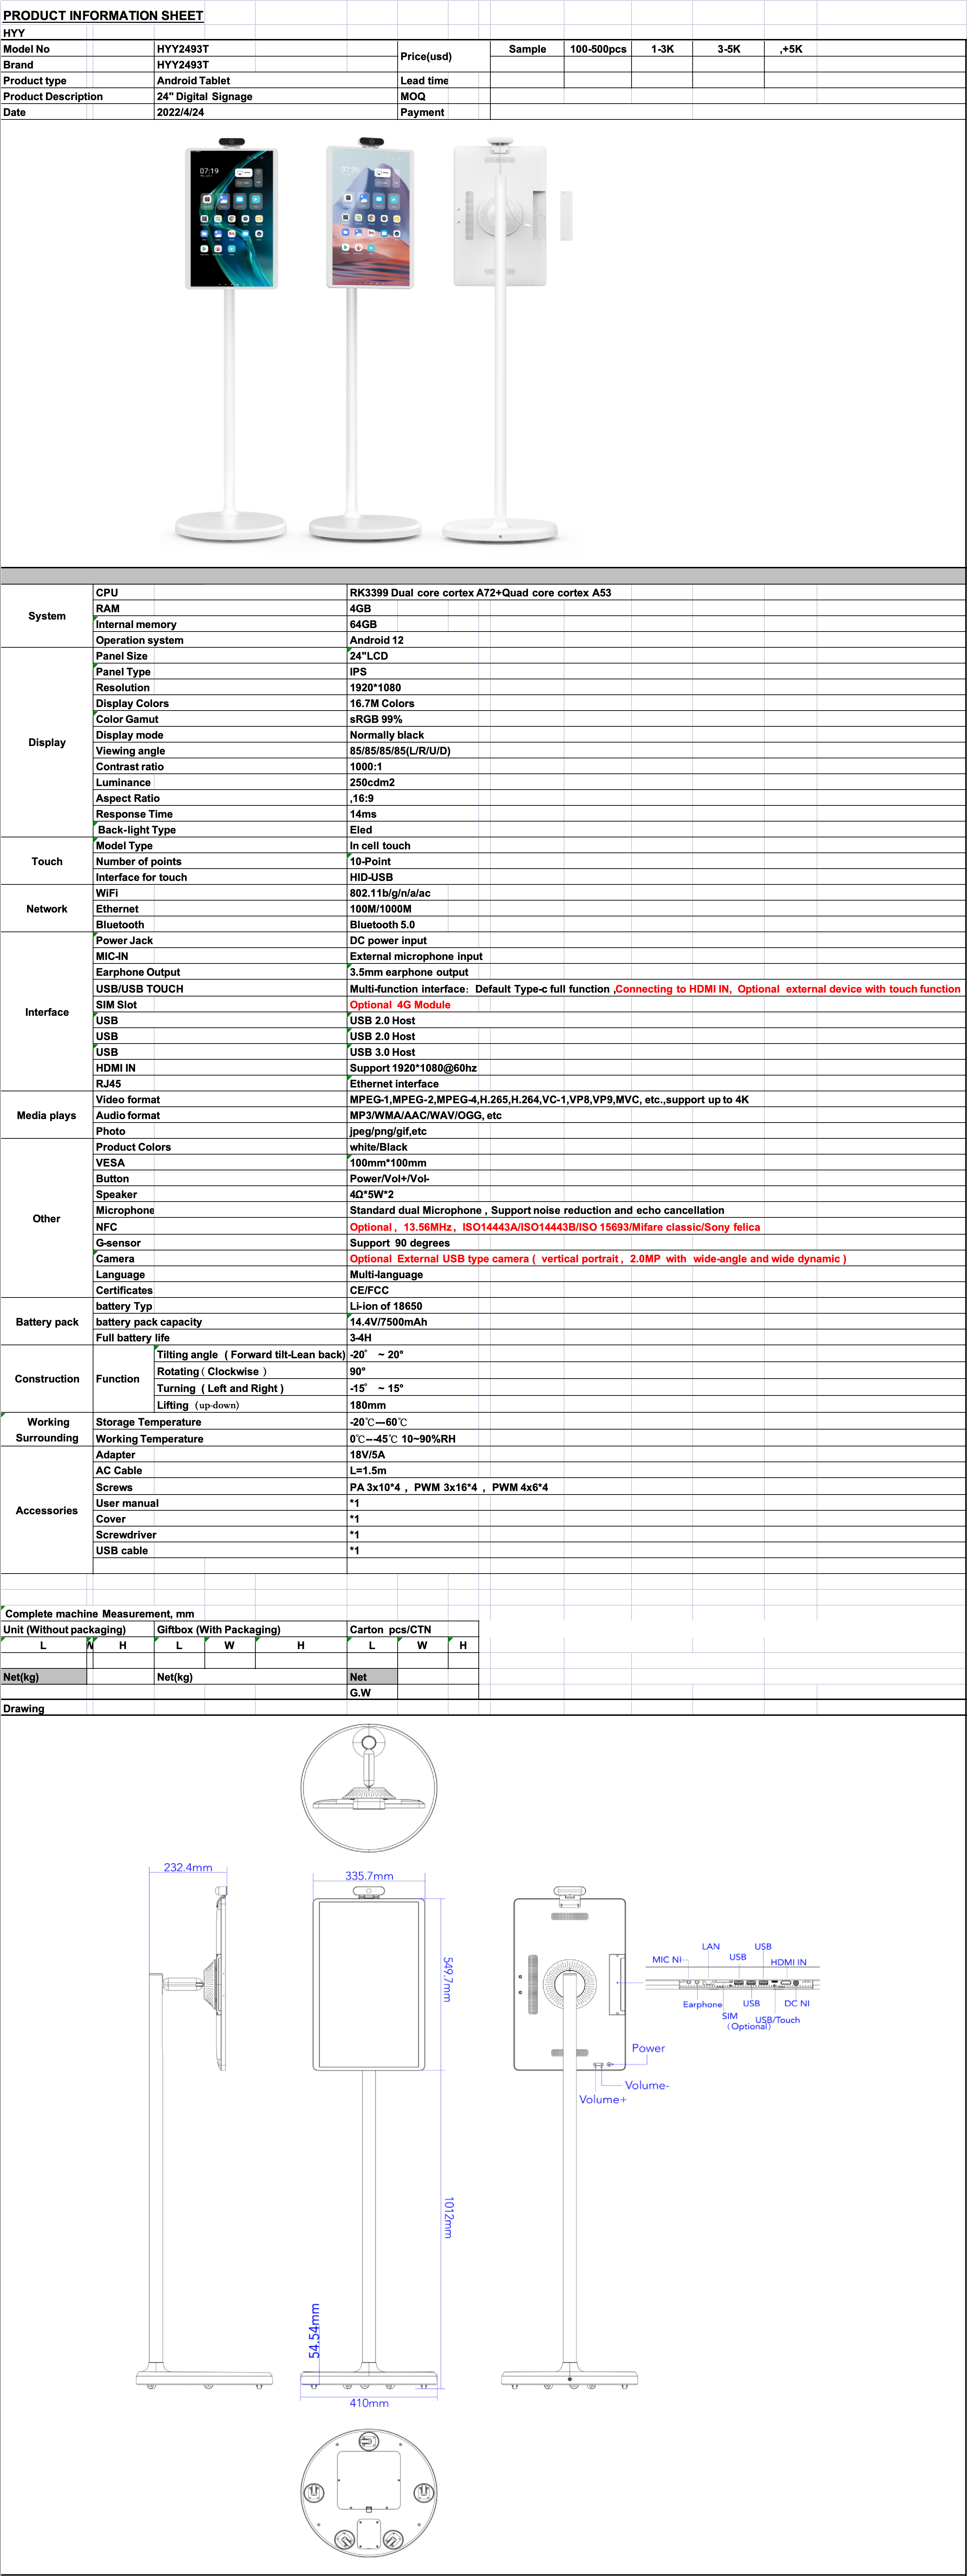 PRODUCT INFORMATION SHEET
HYY
Model No HYY2493T Price(usd) Sample 100-500pcs 1-3K 3-5K ,+5K
Brand HYY2493T
Product type Android Tablet Lead time
Product Description 24" Digital Signage MOQ
Date 2022/4/24 Payment
07:19
07:20
System
CPU RK3399 Dual core cortex A72+Quad core cortex A53
RAM 4GB
Internal memory 64GB
Operation system Android 12
Display
Panel Size 24"LCD
Panel Type IPS
Resolution 1920*1080
Display Colors 16.7M Colors
Color Gamut sRGB 99%
Display mode Normally black
Viewing angle 85/85/85/85(L/R/U/D)
Contrast ratio 1000:1
Luminance 250cdm2
Aspect Ratio ,16:9
Response Time 14ms
Back-light Type Eled
Touch
Model Type In cell touch
Number of points 10-Point
Interface for touch HID-USB
Network
WiFi 802.11b/g/n/a/ac
Ethernet 100M/1000M
Bluetooth Bluetooth 5.0
Interface
Power Jack DC power input
MIC-IN External microphone input
Earphone Output 3.5mm earphone output
USB/USB TOUCH Multi-function interface: Default Type-c full function ,Connecting to HDMI IN, Optional external device with touch function
SIM Slot Optional 4G Module
USB USB 2.0 Host
USB USB 2.0 Host
USB USB 3.0 Host
HDMI IN Support 1920*1080@60hz
RJ45 Ethernet interface
Media plays
Video format MPEG-1,MPEG-2,MPEG-4,H.265,H.264,VC-1,VP8,VP9,MVC, etc.,support up to 4K
Audio format MP3/WMA/AAC/WAV/OGG, etc
Photo jpeg/png/gif,etc
Other
Product Colors white/Black
VESA 100mm*100mm
Button Power/Vol+/Vol-
Speaker 4Ω*5W*2
Microphone Standard dual Microphone , Support noise reduction and echo cancellation
NFC Optional , 13.56MHz, ISO14443A/ISO14443B/ISO 15693/Mifare classic/Sony felica
G-sensor Support 90 degrees
Camera Optional External USB type camera ( vertical portrait , 2.0MP with wide-angle and wide dynamic )
Language Multi-language
Certificates CE/FCC
Battery pack
battery Typ Li-ion of 18650
battery pack capacity 14.4V/7500mAh
Full battery life 3-4H
Construction Function
Tilting angle ( Forward tilt-Lean back) -20° ~ 20°
Rotating ( Clockwise ) 90°
Turning ( Left and Right ) -15° ~ 15°
Lifting (up-down) 180mm
Working Surrounding
Storage Temperature -20℃---60℃
Working Temperature 0℃---45℃ 10~90%RH
Accessories
Adapter 18V/5A
AC Cable L=1.5m
Screws PA 3x10*4 , PWM 3x16*4 , PWM 4x6*4
User manual *1
Cover *1
Screwdriver *1
USB cable *1
Complete machine Measurement, mm
Unit (Without packaging) Giftbox (With Packaging) Carton pcs/CTN
L W H L W H L W H
Net(kg) Net(kg) Net
G.W
Drawing
232.4mm
335.7mm
549.7mm
1012mm
54.54mm
410mm
MIC NI
LAN
USB
USB
HDMI IN
Earphone
SIM
(Optional)
USB
USB/Touch
DC NI
Power
Volume-
Volume+